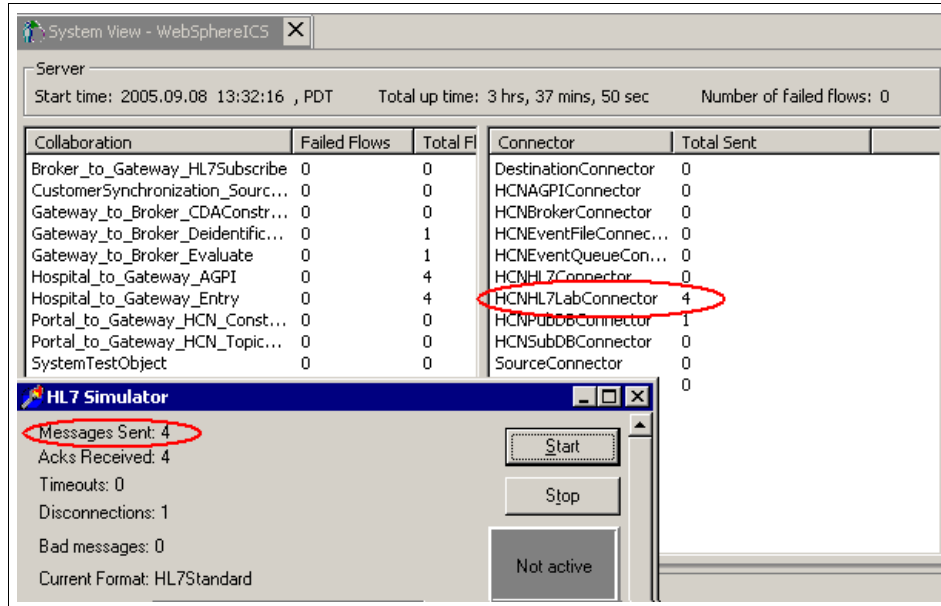 System View - WebSphereICS
Server
Start time: 2005.09.08 13:32:16 , PDT Total up time: 3 hrs, 37 mins, 50 sec Number of failed flows: 0
Collaboration Failed Flows Total Fl
Broker_to_Gateway_HL7Subscribe 0 0
CustomerSynchronization_Sourc... 0 0
Gateway_to_Broker_CDAConstr... 0 0
Gateway_to_Broker_Deidentific... 0 1
Gateway_to_Broker_Evaluate 0 1
Hospital_to_Gateway_AGPI 0 4
Hospital_to_Gateway_Entry 0 4
Portal_to_Gateway_HCN_Const... 0 0
Portal_to_Gateway_HCN_Topic... 0 0
SystemTestObject 0 0
Connector Total Sent
DestinationConnector 0
HCNAGPIConnector 0
HCNBrokerConnector 0
HCNEventFileConnec... 0
HCNEventQueueCon... 0
HCNHL7Connector 0
HCNHL7LabConnector 4
HCNPubDBConnector 1
HCNSubDBConnector 0
SourceConnector 0
0
HL7 Simulator
Messages Sent: 4
Acks Received: 4
Timeouts: 0
Disconnections: 1
Bad messages: 0
Current Format: HL7Standard
Start
Stop
Not active